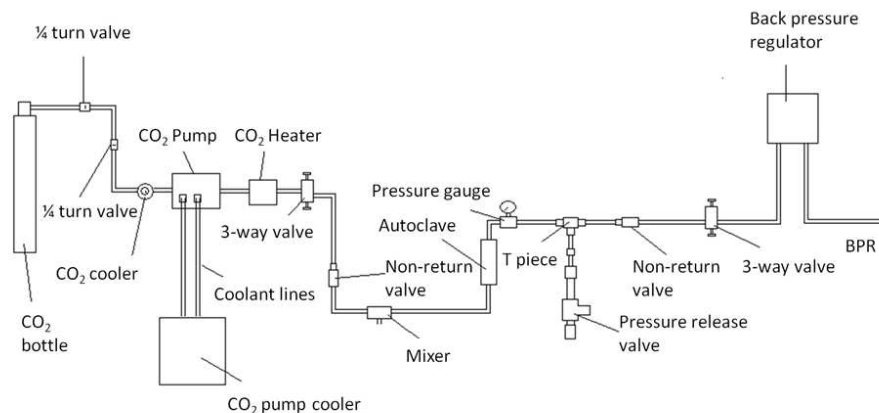 Back pressure
regulator
¼ turn valve
CO₂ Pump
CO₂ Heater
Pressure gauge
Autoclave
¼ turn valve
3-way valve
T piece
BPR
CO₂ cooler
Non-return
valve
Non-return
valve
3-way valve
Coolant lines
CO₂
bottle
Mixer
Pressure release
valve
CO₂ pump cooler